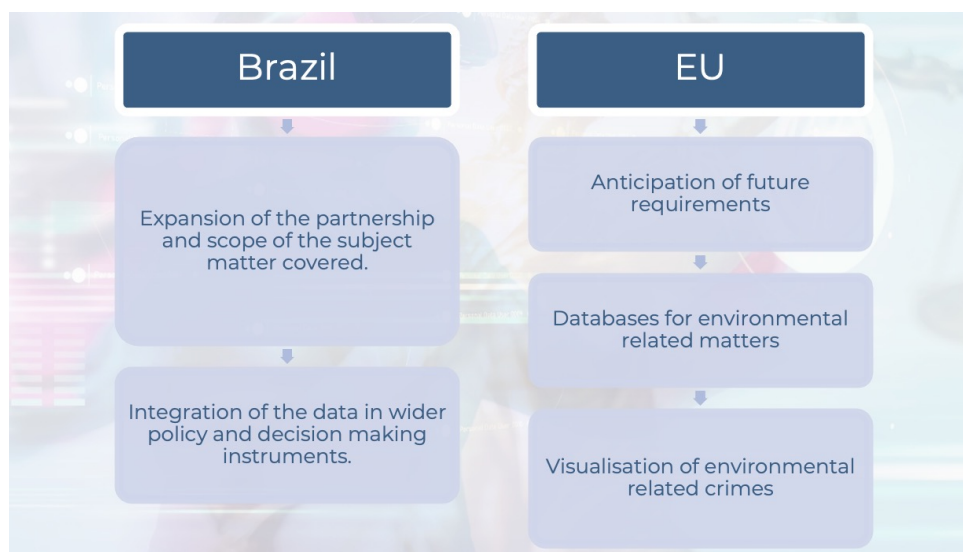 Brazil
Expansion of the partnership
and scope of the subject
matter covered.
Integration of the data in wider
policy and decision making
instruments.
EU
Anticipation of future
requirements
Databases for environmental
related matters
Visualisation of environmental
related crimes